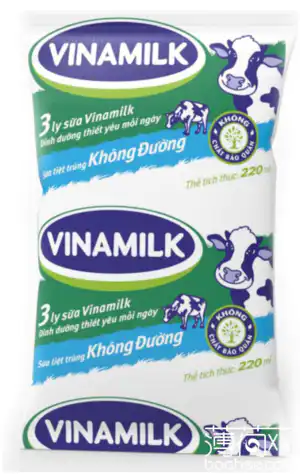 VINAMILK
3 ly sữa Vinamilk
Dinh dưỡng thiết yếu mỗi ngày
Sữa tiệt trùng Không Đường
KHÔNG
CHẤT BẢO QUẢN
Thể tích thực: 220 ml
VINAMILK
3 ly sữa Vinamilk
Dinh dưỡng thiết yếu mỗi ngày
Sữa tiệt trùng Không Đường
KHÔNG
CHẤT BẢO QUẢN
Thể tích thực: 220
VINAMILK